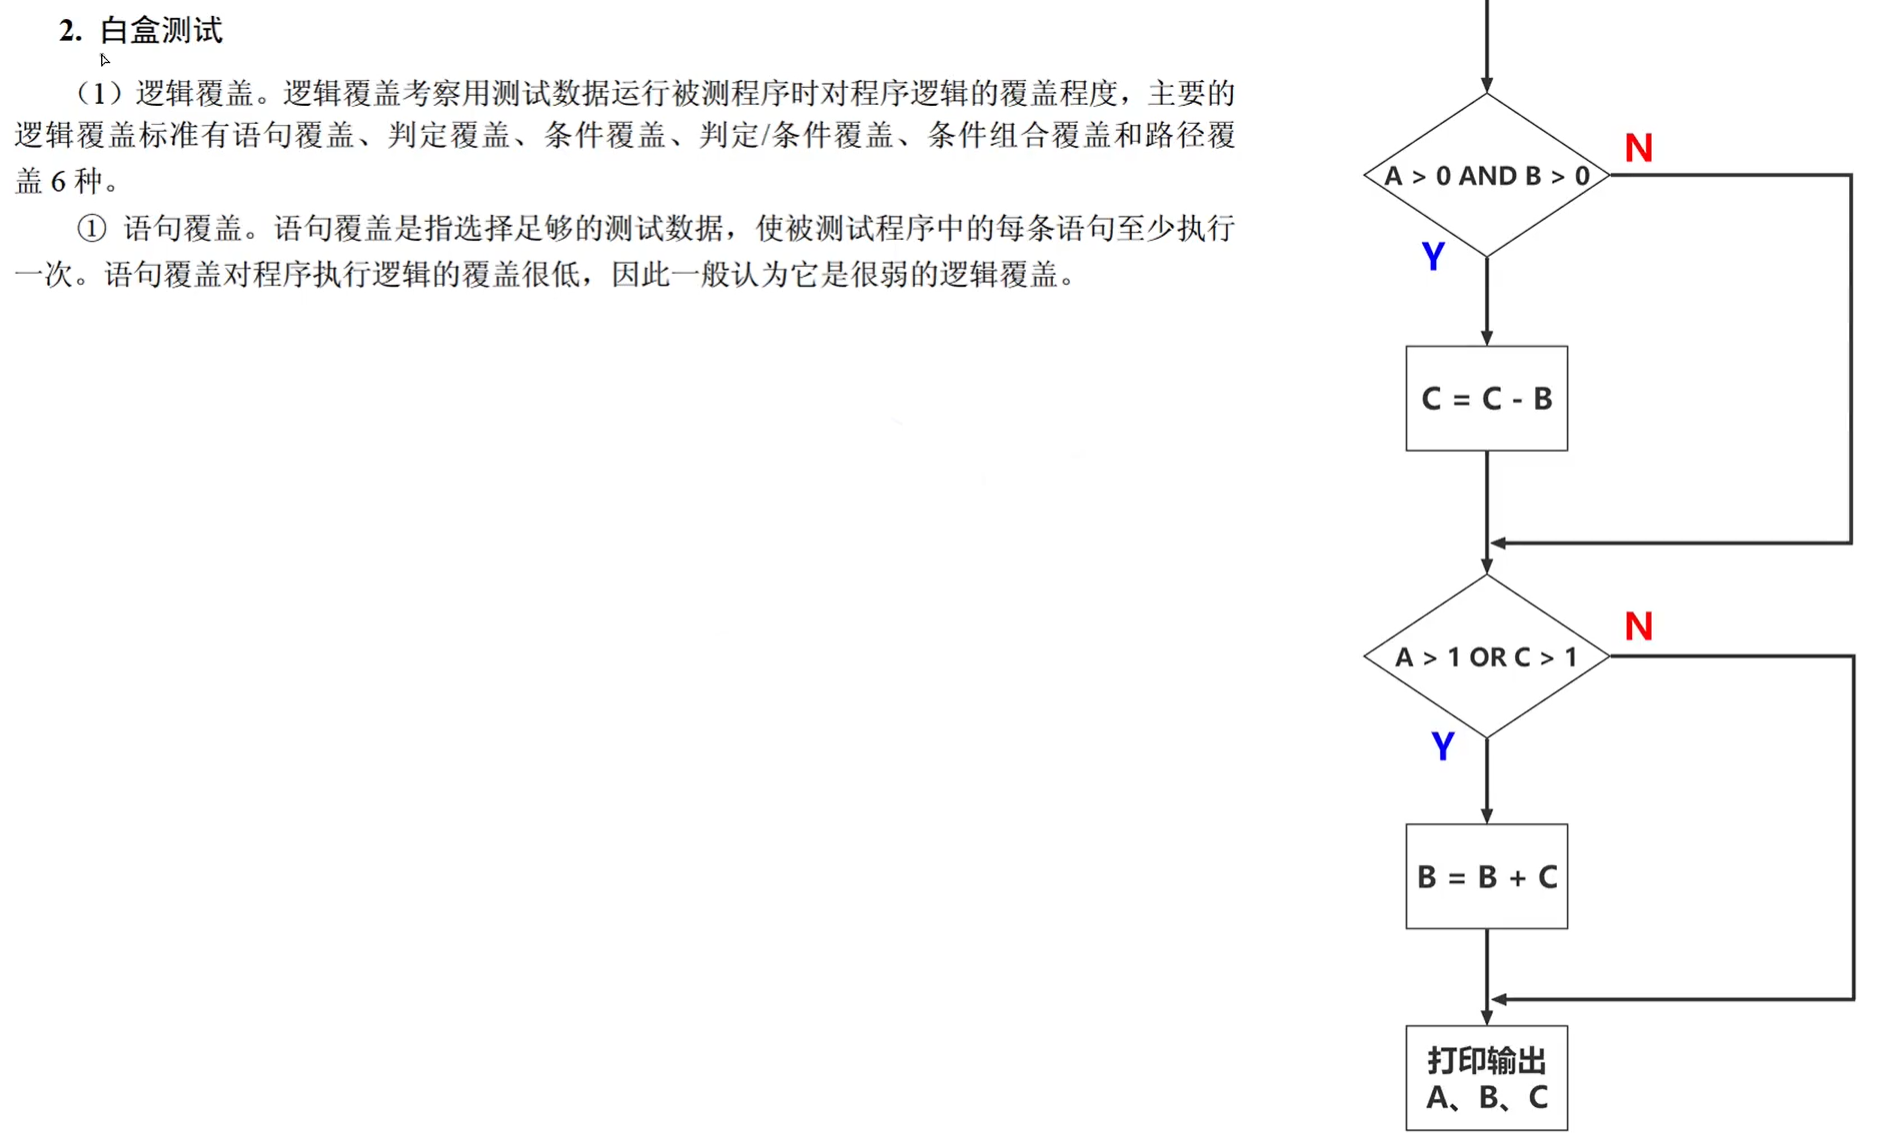 2. 白盒测试
（1）逻辑覆盖。逻辑覆盖考察用测试数据运行被测程序时对程序逻辑的覆盖程度，主要的
逻辑覆盖标准有语句覆盖、判定覆盖、条件覆盖、判定/条件覆盖、条件组合覆盖和路径覆
盖 6 种。
① 语句覆盖。语句覆盖是指选择足够的测试数据，使被测试程序中的每条语句至少执行
一次。语句覆盖对程序执行逻辑的覆盖很低，因此一般认为它是很弱的逻辑覆盖。
N
A > 0 AND B > 0
Y
C = C - B
N
A > 1 OR C > 1
Y
B = B + C
打印输出
A、B、C